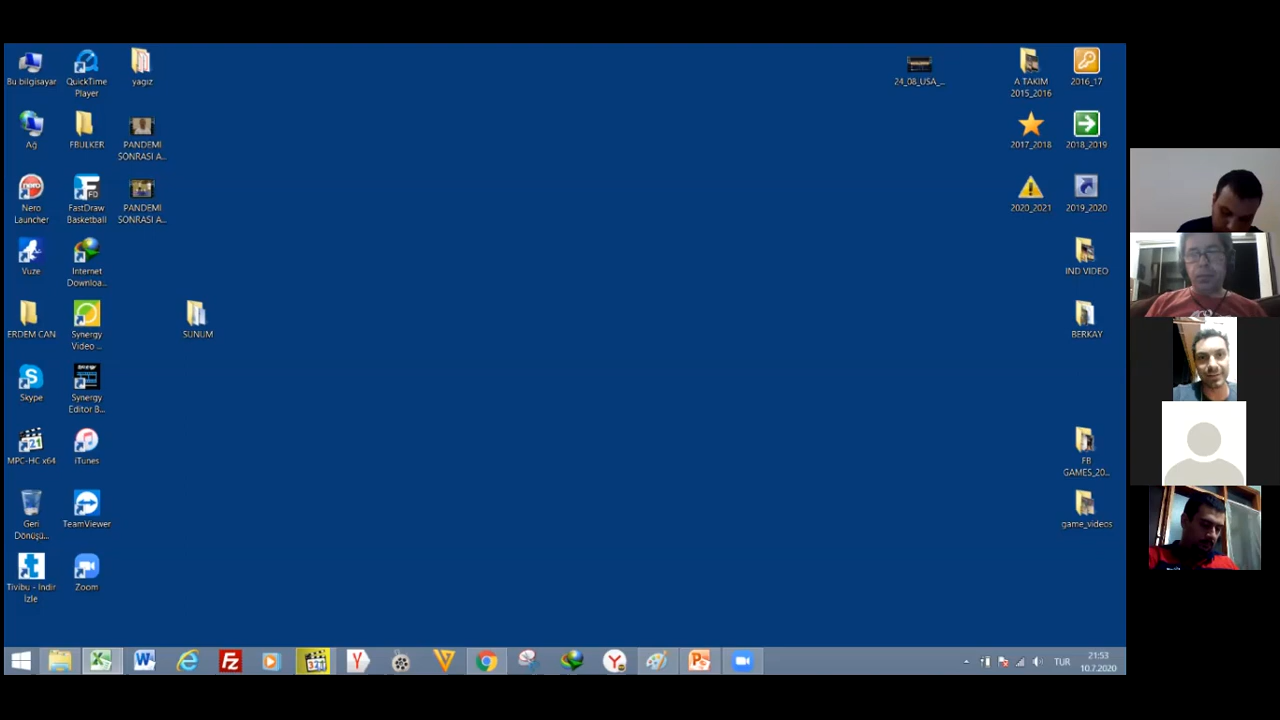 Bu bilgisayar
QuickTime
Player
yagız
24_08_USA_...
A TAKIM
2015_2016
2016_17
Ağ
FBULKER
PANDEMİ
SONRASI A...
2017_2018
2018_2019
Nero
Launcher
FastDraw
Basketball
PANDEMİ
SONRASI A...
2020_2021
2019_2020
Vuze
Internet
Downloa...
IND VIDEO
ERDEM CAN
Synergy
Video ...
SUNUM
BERKAY
Skype
Synergy
Editor B...
MPC-HC x64
iTunes
FB
GAMES_20...
Geri
Dönüşü...
TeamViewer
game_videos
Tivibu - İndir
İzle
Zoom
TUR
21:53
10.7.2020